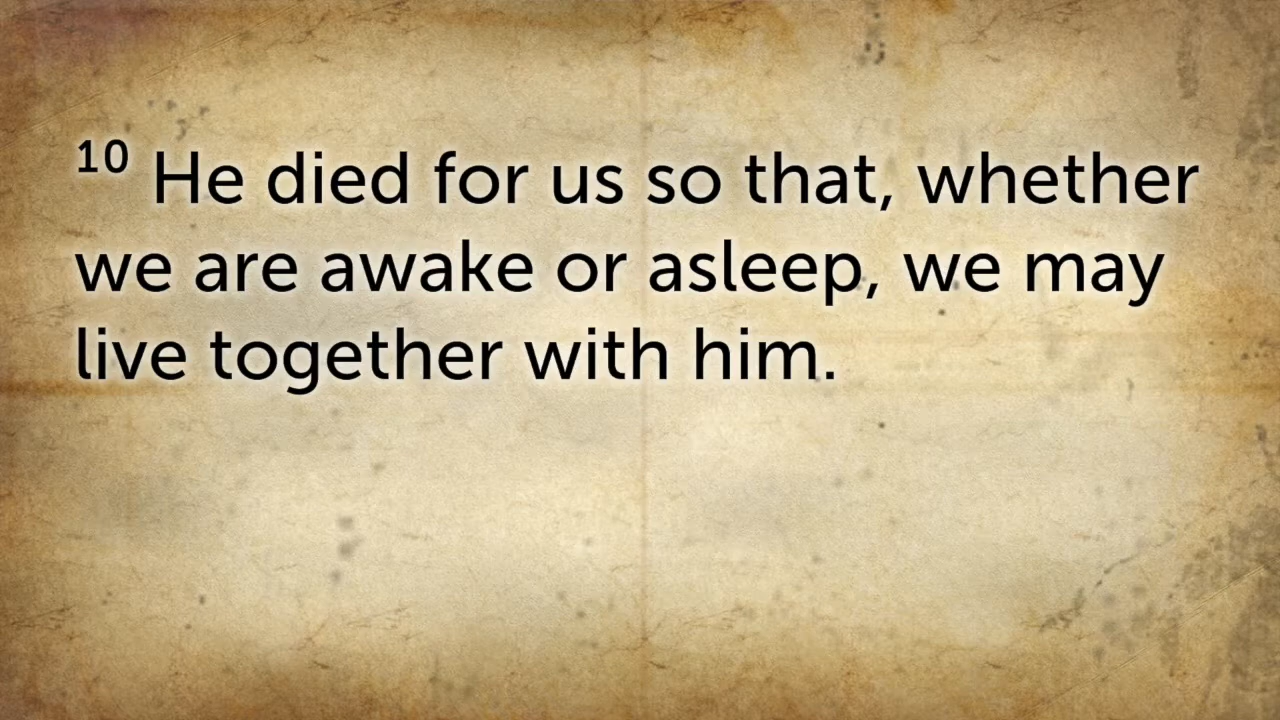 10 He died for us so that, whether
we are awake or asleep, we may
live together with him.